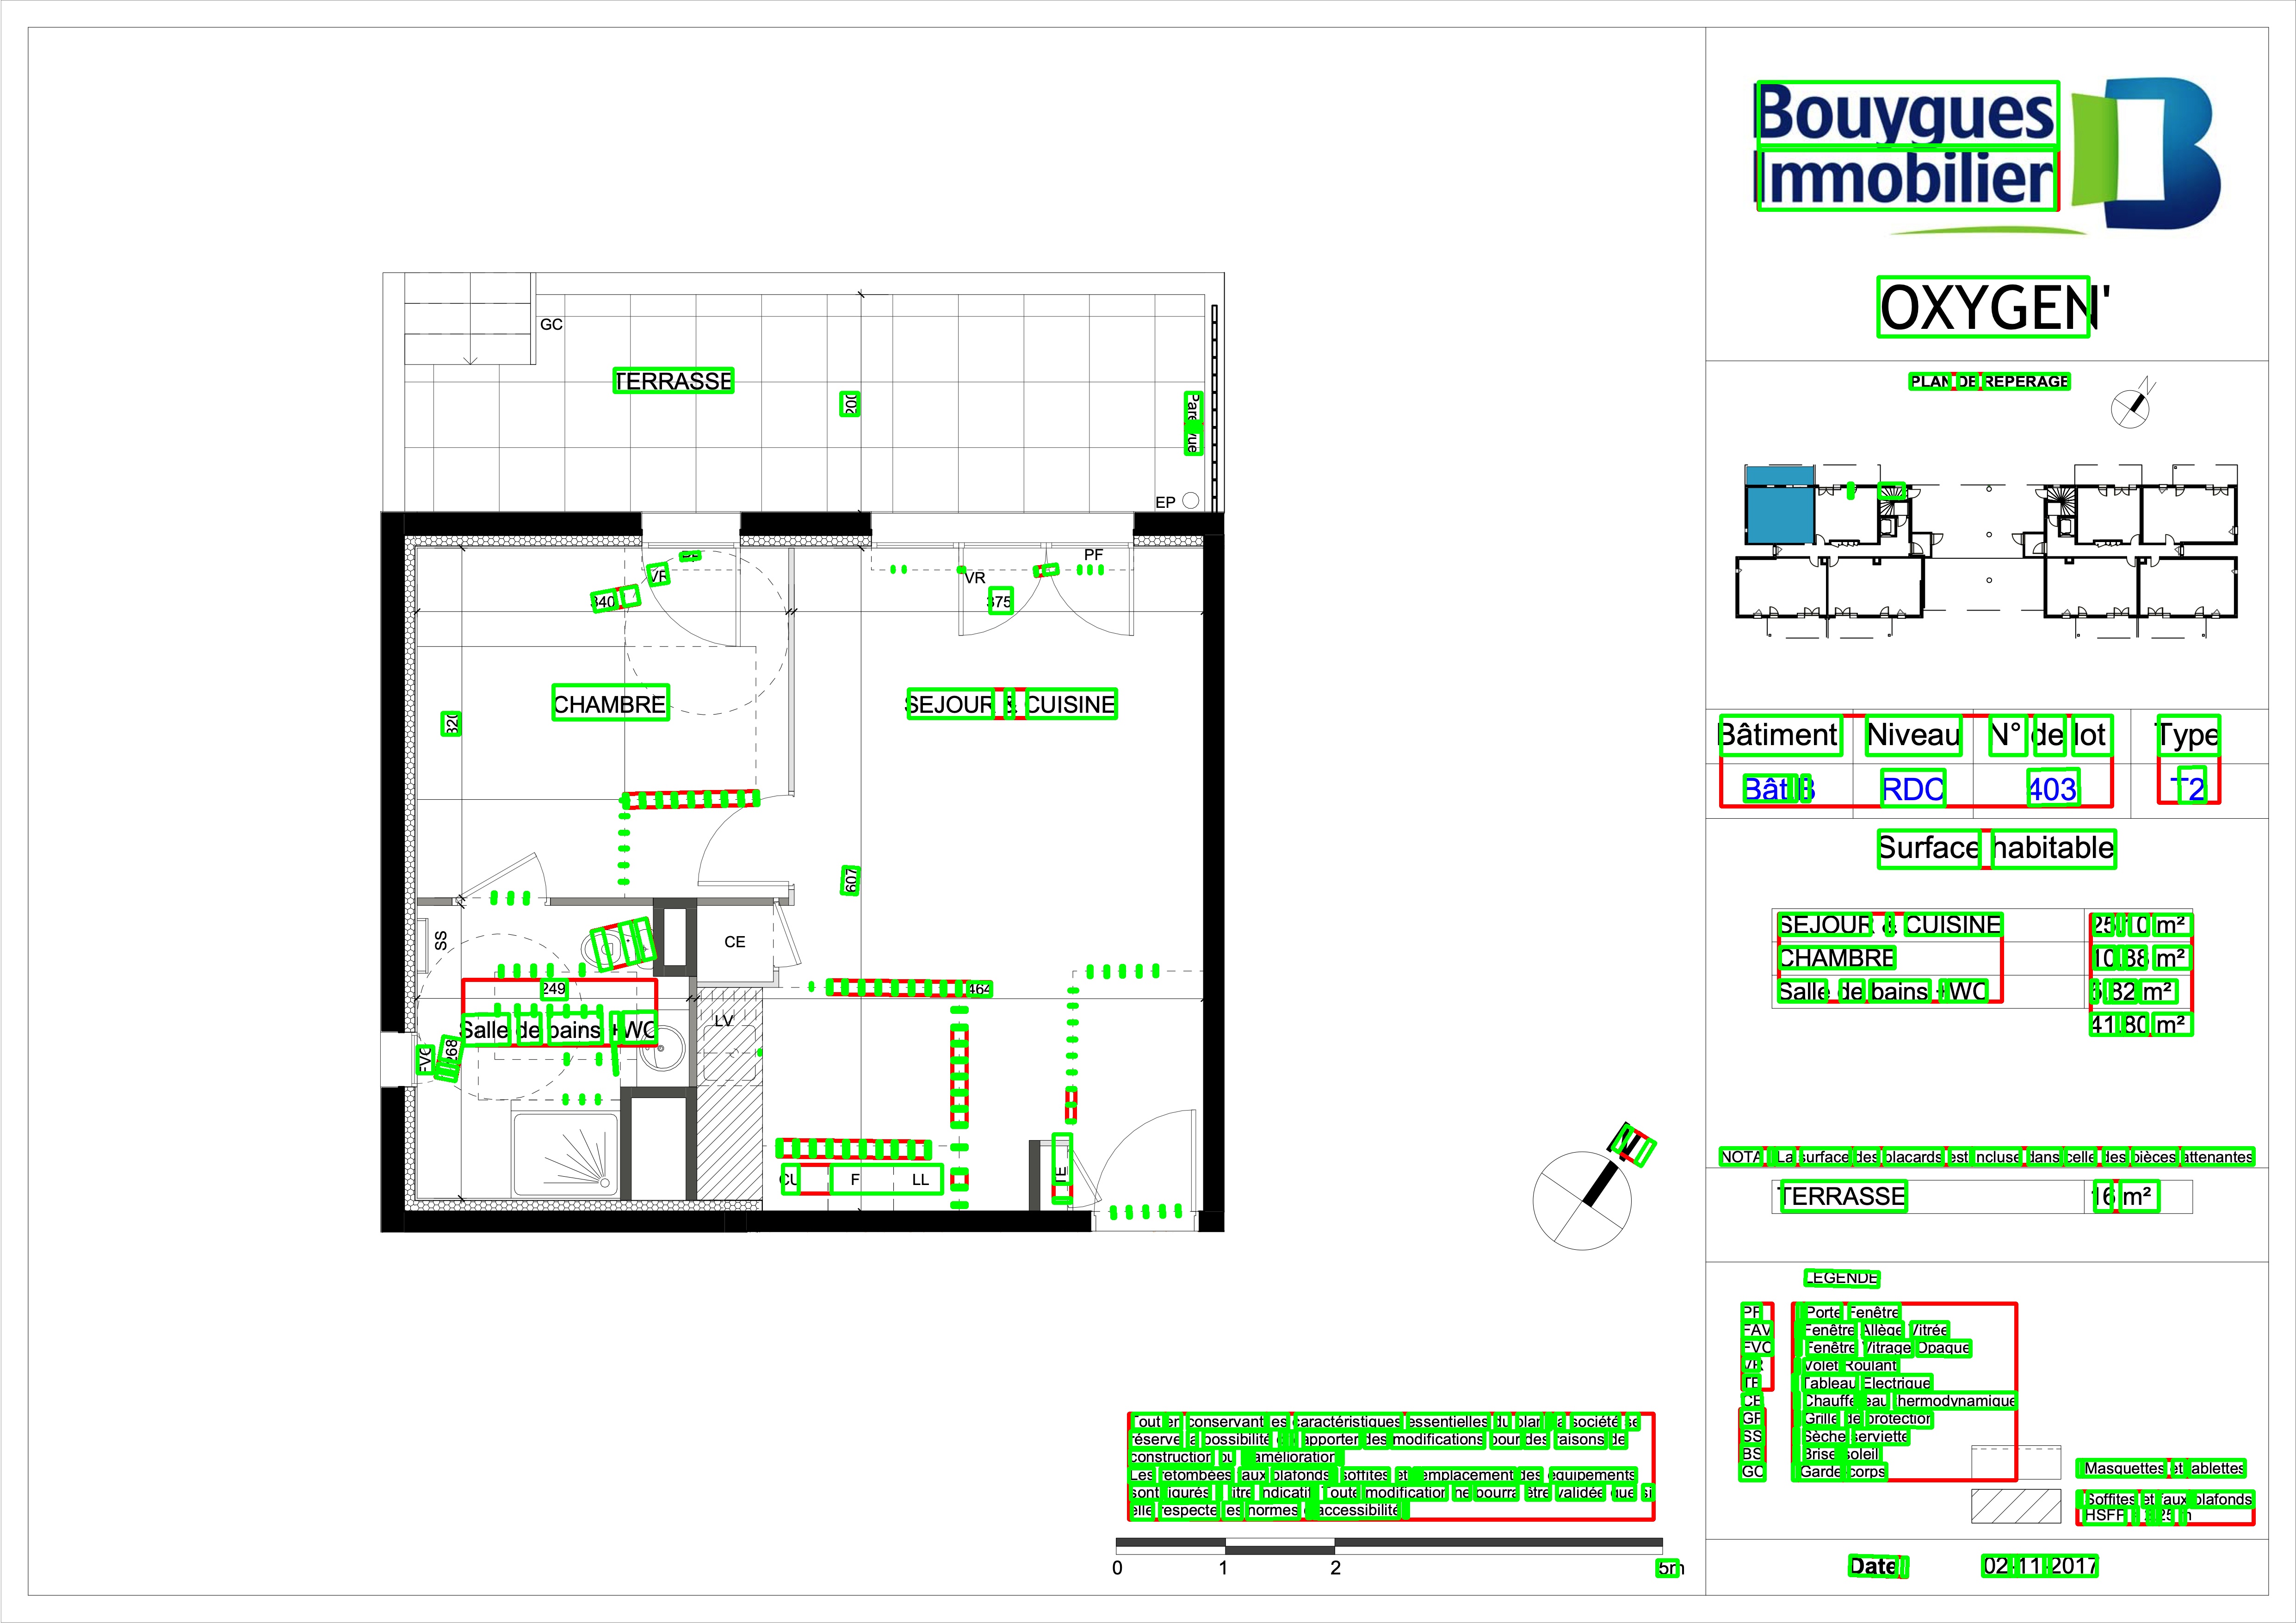 Bouygues
Immobilier
OXYGEN'
PLAN DE REPERAGE
N
Bâtiment Niveau N° de lot Type
Bât B RDC 403 T2
Surface habitable
SEJOUR & CUISINE 25.10 m²
CHAMBRE 10.88 m²
Salle de bains + WC 5.82 m²
41.80 m²
NOTA : La surface des placards est incluse dans celle des pièces attenantes
TERRASSE 16 m²
LEGENDE
PF : Porte Fenêtre
FAV : Fenêtre Allège Vitrée
FVO : Fenêtre Vitrage Opaque
VR : Volet Roulant
TE : Tableau Electrique
CE : Chauffe eau thermodynamique
GP : Grille de protection
SS : Sèche serviette
BS : Brise soleil
GC : Garde corps
: Masquettes et tablettes
: Soffites et faux plafonds
Date :
02-11-2017
GC
TERRASSE
200
Pare Vue
EP
PF
VR
340
PF
VR
375
CHAMBRE
SEJOUR & CUISINE
320
607
SS
CE
249
464
Salle de bains + WC
LV
FVO
268
CU F LL
TE
Tout en conservant les caractéristiques essentielles du plan, la société se
réserve la possibilité d'y apporter des modifications pour des raisons de
construction ou d'amélioration.
Les retombées, faux plafonds, soffites et emplacement des équipements
sont figurés à titre indicatif. Toute modification ne pourra être validée que si
elle respecte les normes d'accessibilité.
0 1 2 5m